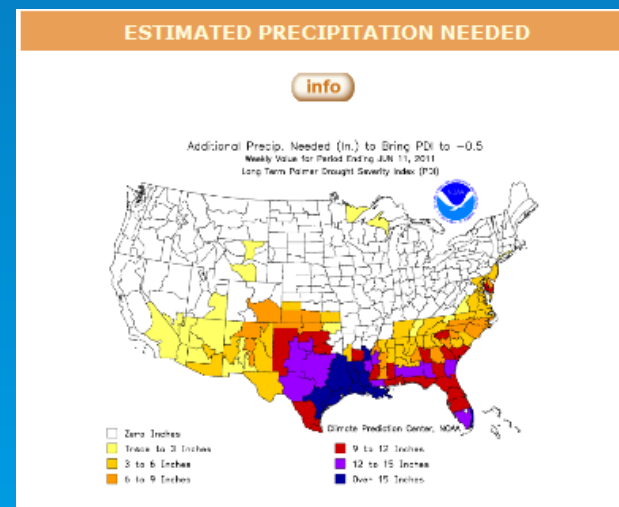 ESTIMATED PRECIPITATION NEEDED
info
Additional Precip. Needed (In.) to Bring PDI to -0.5
Weekly Value for Period Ending JUN 11, 2011
Long Term Palmer Drought Severity Index (PDI)
NOAA
Climate Prediction Center, NOAA
Zero Inches
Trace to 3 Inches
3 to 6 Inches
6 to 9 Inches
9 to 12 Inches
12 to 15 Inches
Over 15 Inches